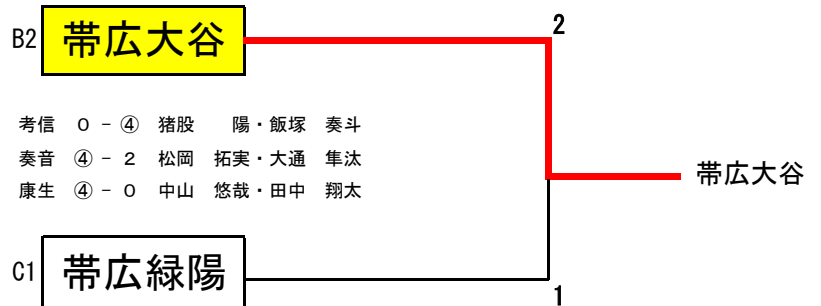 B2 帯広大谷 2
考信 0 - ④ 猪股 陽・飯塚 奏斗
奏音 ④ - 2 松岡 拓実・大通 隼汰
康生 ④ - 0 中山 悠哉・田中 翔太
帯広大谷
C1 帯広緑陽 1